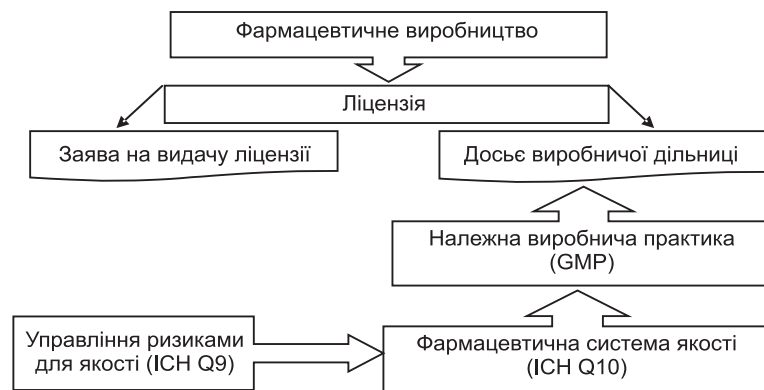 Фармацевтичне виробництво
Ліцензія
Заява на видачу ліцензії
Досьє виробничої дільниці
Належна виробнича практика
(GMP)
Управління ризиками
для якості (ICH Q9)
Фармацевтична система якості
(ICH Q10)